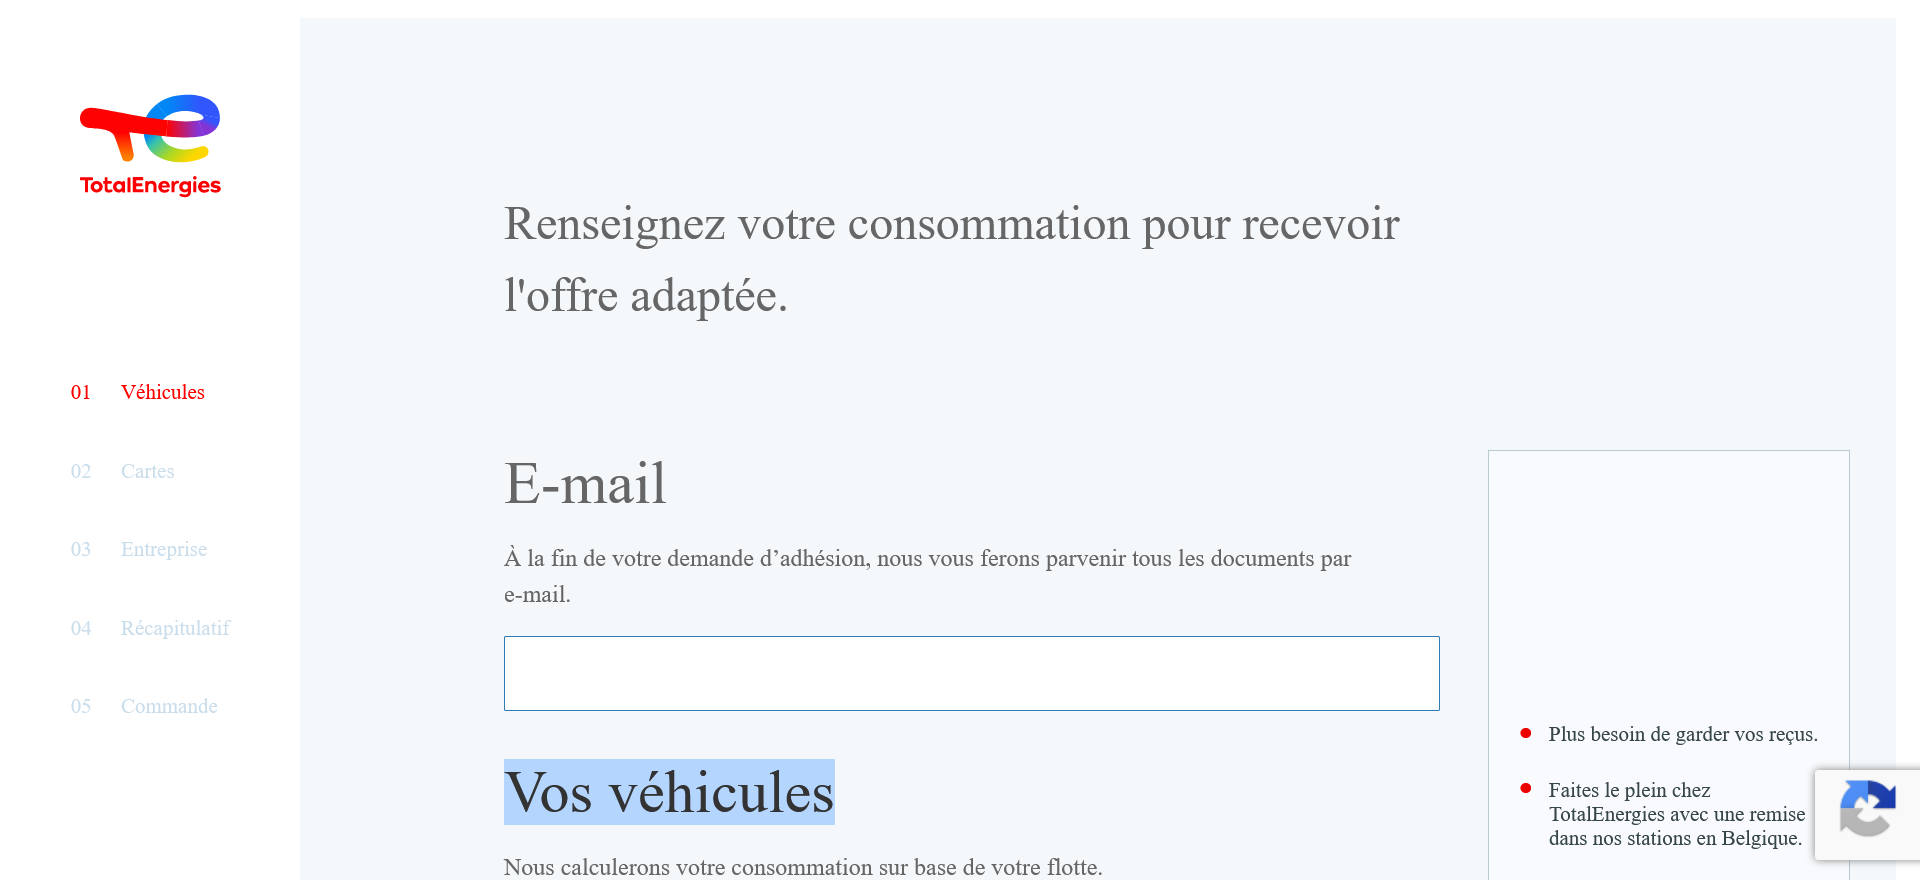 TotalEnergies
01 Véhicules
02 Cartes
03 Entreprise
04 Récapitulatif
05 Commande
Renseignez votre consommation pour recevoir
l'offre adaptée.
E-mail
À la fin de votre demande d’adhésion, nous vous ferons parvenir tous les documents par
e-mail.
Vos véhicules
Nous calculerons votre consommation sur base de votre flotte.
Plus besoin de garder vos reçus.
Faites le plein chez
TotalEnergies avec une remise
dans nos stations en Belgique.